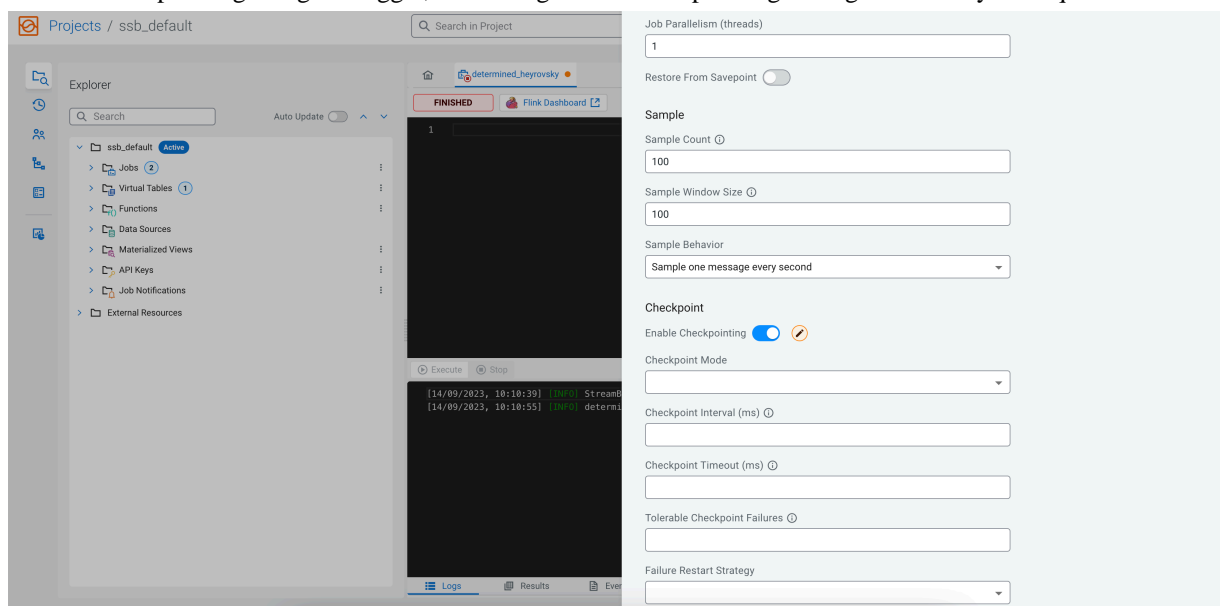 Projects / ssb_default
Search in Project
Explorer
Search
Auto Update
ssb_default Active
Jobs 2
Virtual Tables 1
Functions
Data Sources
Materialized Views
API Keys
Job Notifications
External Resources
determined_heyrovsky
FINISHED
Flink Dashboard
1
Execute Stop
[14/09/2023, 10:10:39] [INFO] StreamB
[14/09/2023, 10:10:55] [INFO] determi
Logs Results Ever
Job Parallelism (threads)
1
Restore From Savepoint
Sample
Sample Count
100
Sample Window Size
100
Sample Behavior
Sample one message every second
Checkpoint
Enable Checkpointing
Checkpoint Mode
Checkpoint Interval (ms)
Checkpoint Timeout (ms)
Tolerable Checkpoint Failures
Failure Restart Strategy